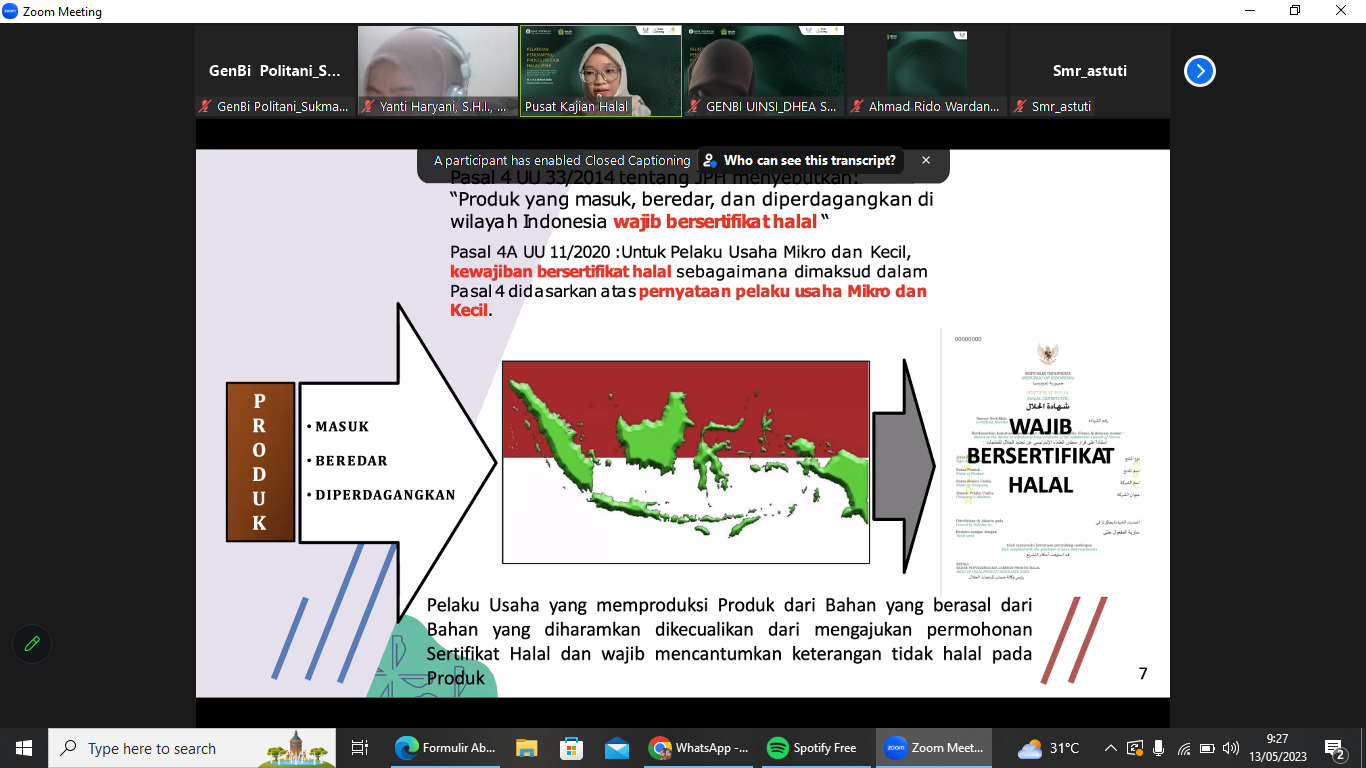 Zoom Meeting
GenBi Politani_S...
Smr_astuti
GenBi Politani_Sukma...
Yanti Haryani, S.H.I., ...
Pusat Kajian Halal
GENBI UINSI_DHEA S...
Ahmad Rido Wardan...
Smr_astuti
A participant has enabled Closed Captioning
Who can see this transcript?
Pasal 4 UU 33/2014 tentang JPH menyebutkan:
“Produk yang masuk, beredar, dan diperdagangkan di
wilayah Indonesia wajib bersertifikat halal “
Pasal 4A UU 11/2020 :Untuk Pelaku Usaha Mikro dan Kecil,
kewajiban bersertifikat halal sebagaimana dimaksud dalam
Pasal 4 didasarkan atas pernyataan pelaku usaha Mikro dan
Kecil.
PRODUK
• MASUK
• BEREDAR
• DIPERDAGANGKAN
00000000
REPUBLIK INDONESIA
شهادة الحلال
WAJIB
BERSERTIFIKAT
HALAL
Pelaku Usaha yang memproduksi Produk dari Bahan yang berasal dari
Bahan yang diharamkan dikecualikan dari mengajukan permohonan
Sertifikat Halal dan wajib mencantumkan keterangan tidak halal pada
Produk
7
Type here to search
Formulir Ab...
WhatsApp -...
Spotify Free
zoom
Zoom Meet...
31°C
9:27
13/05/2023
2